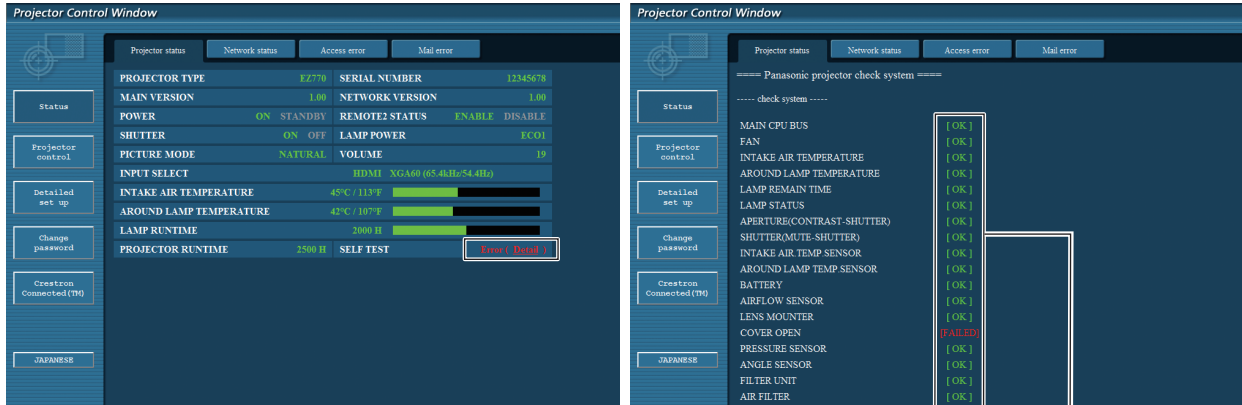 Projector Control Window
Projector status Network status Access error Mail error
PROJECTOR TYPE EZ770 SERIAL NUMBER 12345678
MAIN VERSION 1.00 NETWORK VERSION 1.00
POWER ON STANDBY REMOTE2 STATUS ENABLE DISABLE
SHUTTER ON OFF LAMP POWER ECO1
PICTURE MODE NATURAL VOLUME 19
INPUT SELECT HDMI XGA60 (65.4kHz/54.4Hz)
INTAKE AIR TEMPERATURE 45°C / 113°F
AROUND LAMP TEMPERATURE 42°C / 107°F
LAMP RUNTIME 2000 H
PROJECTOR RUNTIME 2500 H SELF TEST Error ( Detail )
Status
Projector
control
Detailed
set up
Change
password
Crestron
Connected(TM)
JAPANESE
Projector Control Window
Projector status Network status Access error Mail error
==== Panasonic projector check system ====
----- check system -----
MAIN CPU BUS [ OK ]
FAN [ OK ]
INTAKE AIR TEMPERATURE [ OK ]
AROUND LAMP TEMPERATURE [ OK ]
LAMP REMAIN TIME [ OK ]
LAMP STATUS [ OK ]
APERTURE(CONTRAST-SHUTTER) [ OK ]
SHUTTER(MUTE-SHUTTER) [ OK ]
INTAKE AIR.TEMP.SENSOR [ OK ]
AROUND LAMP TEMP.SENSOR [ OK ]
BATTERY [ OK ]
AIRFLOW SENSOR [ OK ]
LENS MOUNTER [ OK ]
COVER OPEN [FAILED]
PRESSURE SENSOR [ OK ]
ANGLE SENSOR [ OK ]
FILTER UNIT [ OK ]
AIR FILTER [ OK ]
Status
Projector
control
Detailed
set up
Change
password
Crestron
Connected(TM)
JAPANESE